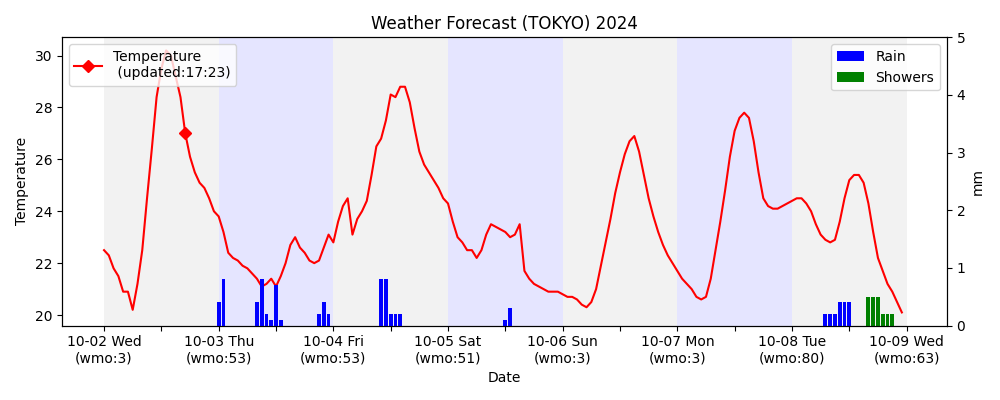 Weather Forecast (TOKYO) 2024
Temperature
(updated:17:23)
Rain
Showers
30
28
26
24
22
20
Temperature
5
4
3
2
1
0
mm
10-02 Wed
(wmo:3)
10-03 Thu
(wmo:53)
10-04 Fri
(wmo:53)
10-05 Sat
(wmo:51)
10-06 Sun
(wmo:3)
10-07 Mon
(wmo:3)
10-08 Tue
(wmo:80)
10-09 Wed
(wmo:63)
Date